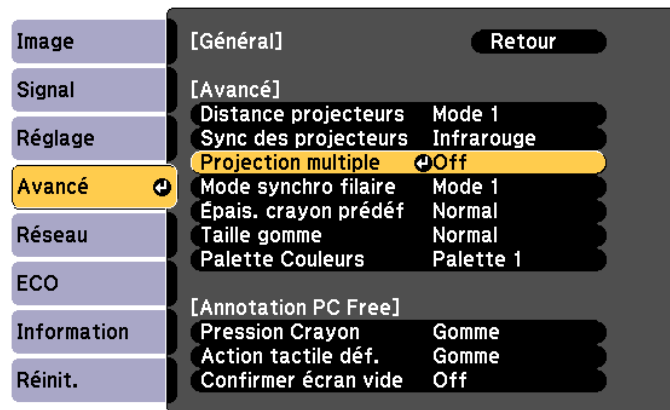 Image
Signal
Réglage
Avancé
Réseau
ECO
Information
Réinit.
[Général] Retour
[Avancé]
Distance projecteurs Mode 1
Sync des projecteurs Infrarouge
Projection multiple Off
Mode synchro filaire Mode 1
Épais. crayon prédéf Normal
Taille gomme Normal
Palette Couleurs Palette 1
[Annotation PC Free]
Pression Crayon Gomme
Action tactile déf. Gomme
Confirmer écran vide Off